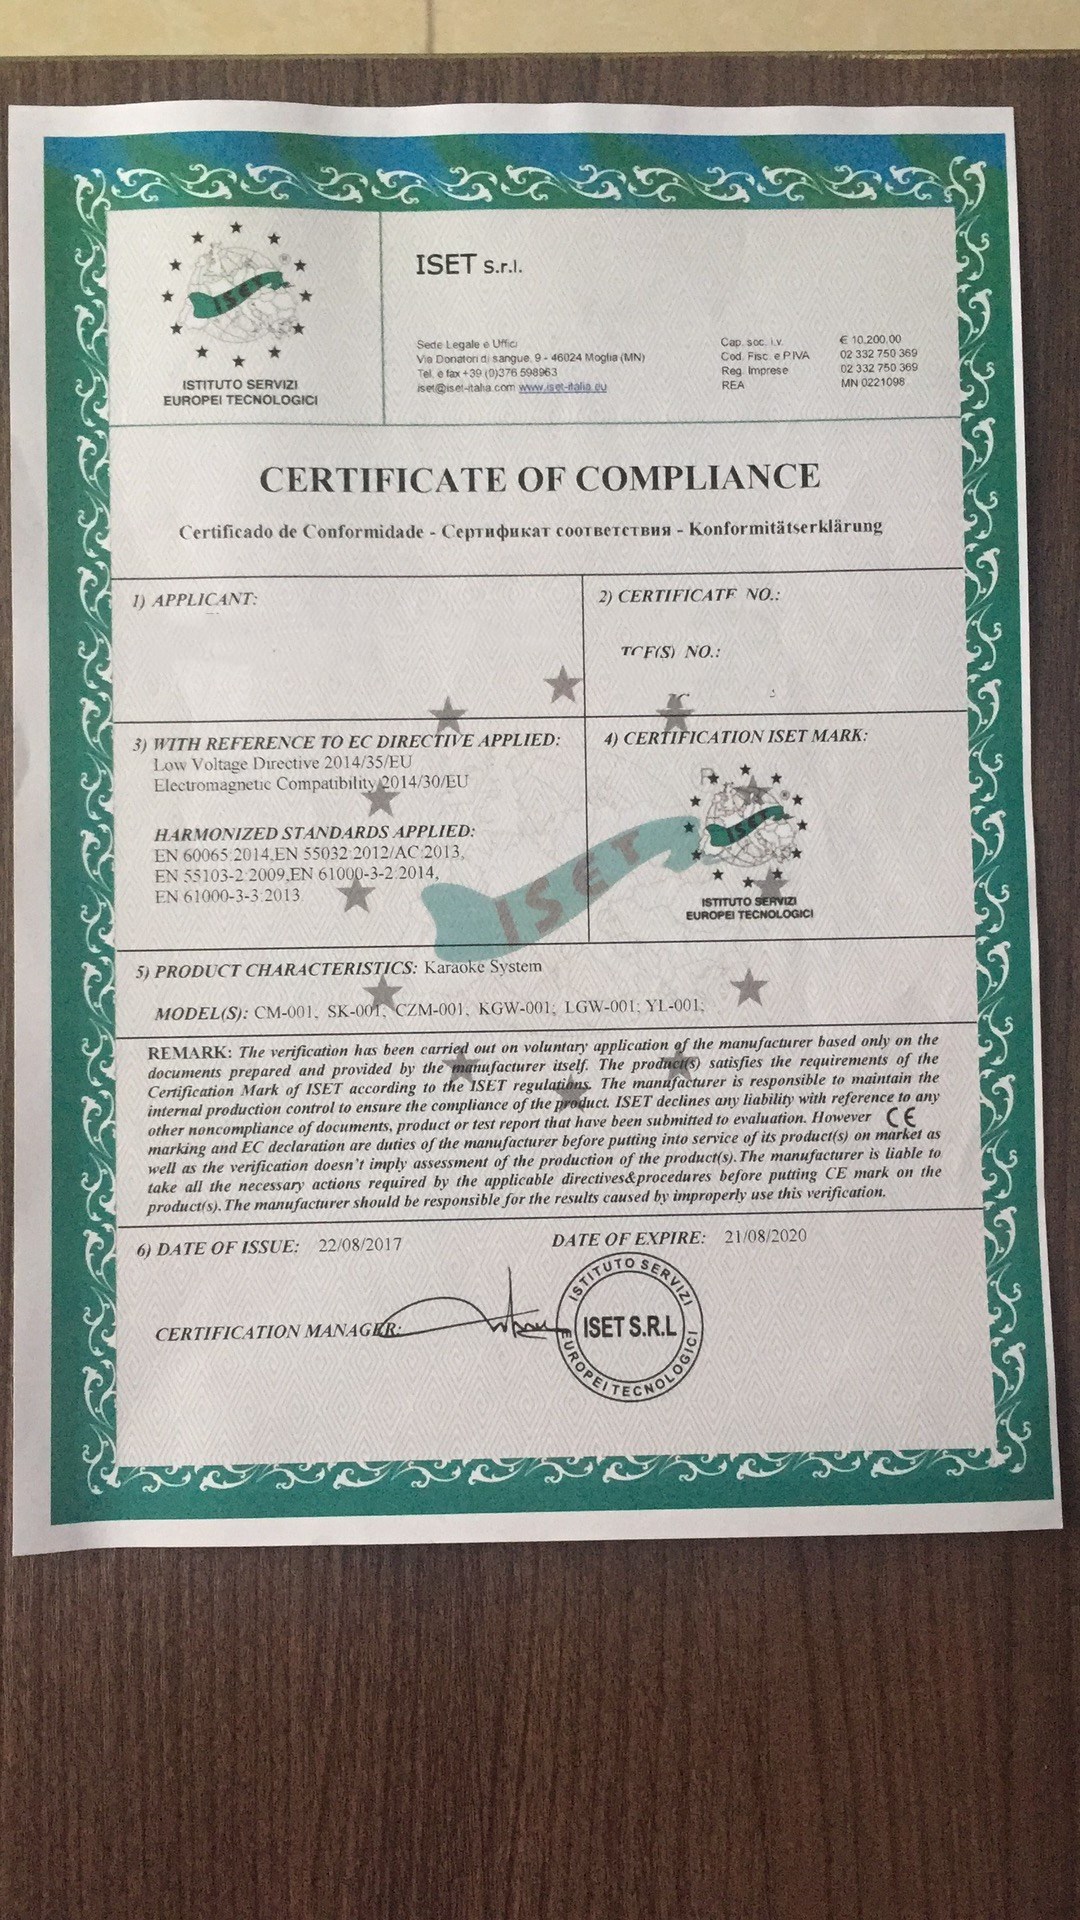 ISET
®
ISTITUTO SERVIZI
EUROPEI TECNOLOGICI
ISET S.r.l.
Sede Legale e Uffici
Via Donatori di sangue, 9 - 46024 Moglia (MN)
Tel. e fax +39 (0)376 598963
iset@iset-italia.com www.iset-italia.eu
Cap. soc. i.v. € 10.200,00
Cod. Fisc. e P.IVA 02 332 750 369
Reg. Imprese 02 332 750 369
REA MN 0221098
CERTIFICATE OF COMPLIANCE
Certificado de Conformidade - Сертификат соответствия - Konformitätserklärung
1) APPLICANT:
2) CERTIFICATE NO.:
TCF(S) NO.:
3) WITH REFERENCE TO EC DIRECTIVE APPLIED:
Low Voltage Directive 2014/35/EU
Electromagnetic Compatibility 2014/30/EU
HARMONIZED STANDARDS APPLIED:
EN 60065:2014,EN 55032:2012/AC:2013,
EN 55103-2:2009,EN 61000-3-2:2014,
EN 61000-3-3:2013
4) CERTIFICATION ISET MARK:
ISET
ISTITUTO SERVIZI
EUROPEI TECNOLOGICI
ISET
5) PRODUCT CHARACTERISTICS: Karaoke System
MODEL(S): CM-001, SK-001; CZM-001, KGW-001; LGW-001; YL-001;
REMARK: The verification has been carried out on voluntary application of the manufacturer based only on the
documents prepared and provided by the manufacturer itself. The product(s) satisfies the requirements of the
Certification Mark of ISET according to the ISET regulations. The manufacturer is responsible to maintain the
internal production control to ensure the compliance of the product. ISET declines any liability with reference to any
other noncompliance of documents, product or test report that have been submitted to evaluation. However CE
marking and EC declaration are duties of the manufacturer before putting into service of its product(s) on market as
well as the verification doesn't imply assessment of the production of the product(s). The manufacturer is liable to
take all the necessary actions required by the applicable directives&procedures before putting CE mark on the
product(s). The manufacturer should be responsible for the results caused by improperly use this verification.
6) DATE OF ISSUE: 22/08/2017
DATE OF EXPIRE: 21/08/2020
CERTIFICATION MANAGER:
ISTITUTO SERVIZI
ISET S.R.L
EUROPEI TECNOLOGICI